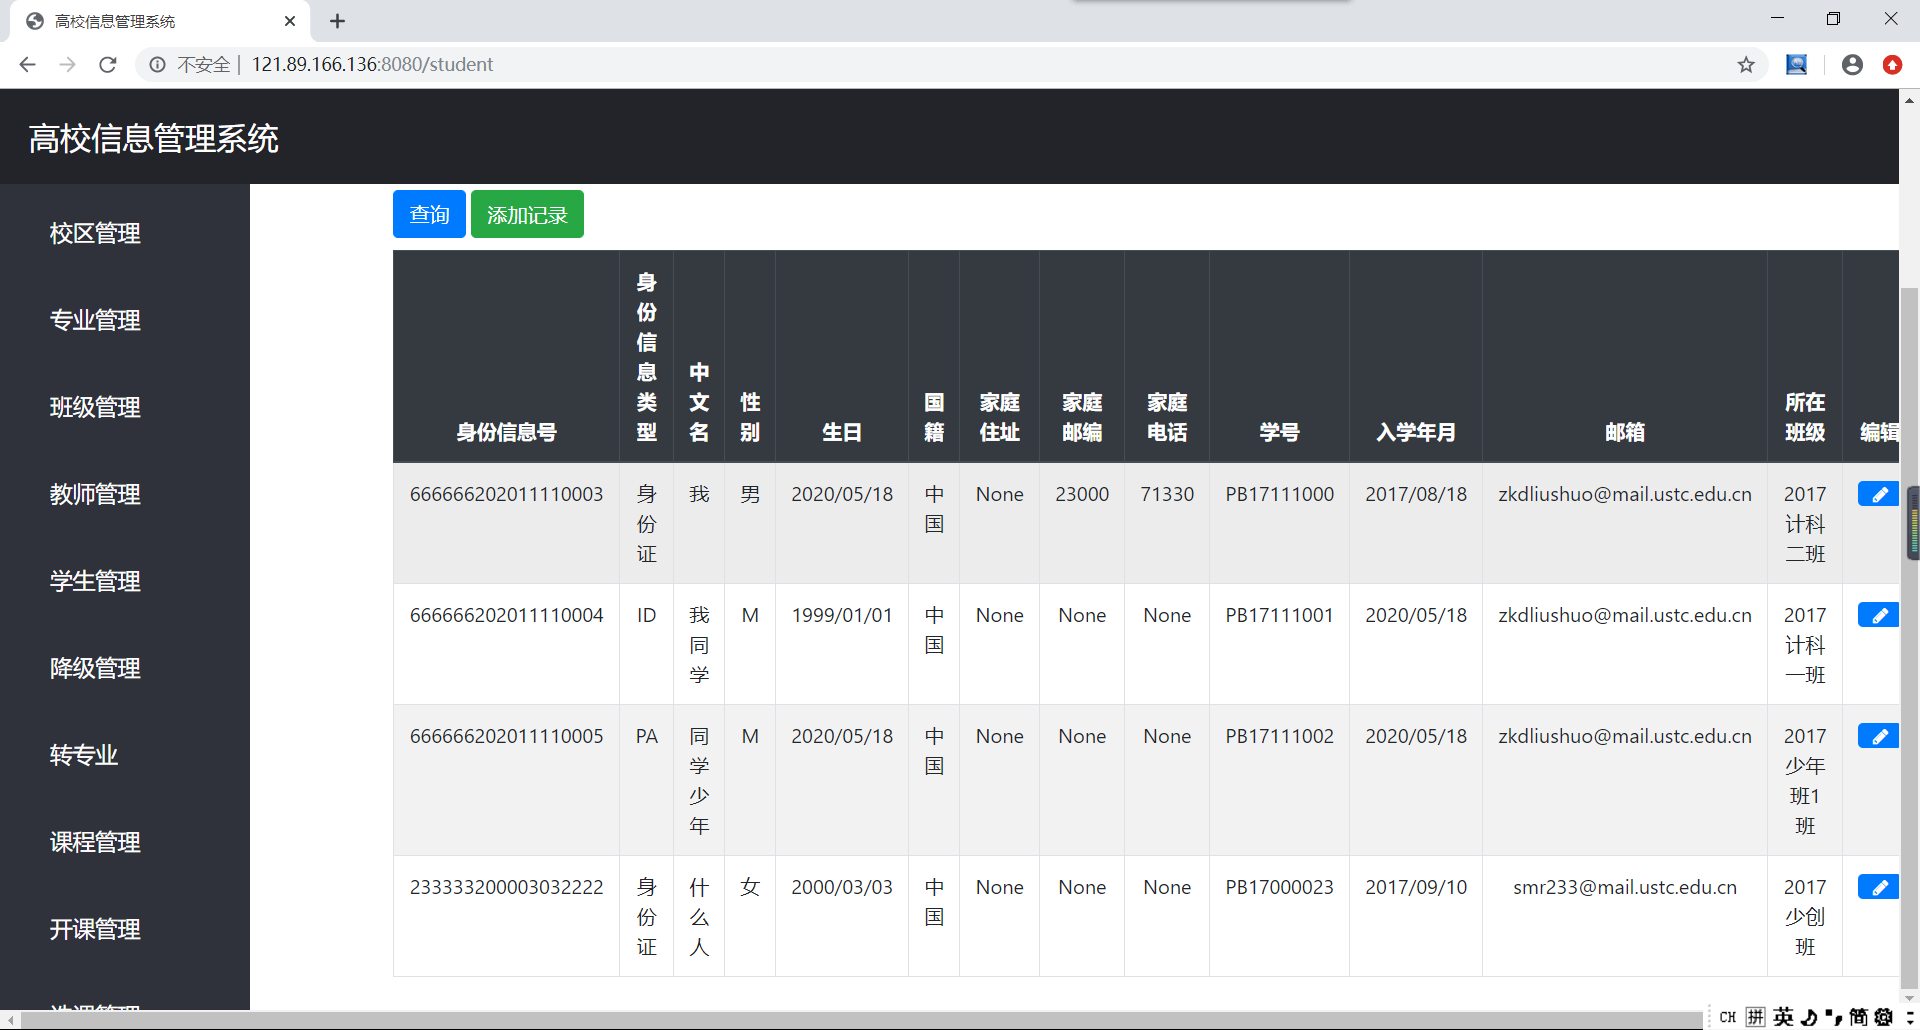 高校信息管理系统
不安全 | 121.89.166.136:8080/student
高校信息管理系统
校区管理
专业管理
班级管理
教师管理
学生管理
降级管理
转专业
课程管理
开课管理
查询 添加记录
身份信息号 身份信息类型 中文名 性别 生日 国籍 家庭住址 家庭邮编 家庭电话 学号 入学年月 邮箱 所在班级 编辑
666666202011110003 身份证 我 男 2020/05/18 中国 None 23000 71330 PB17111000 2017/08/18 zkdliushuo@mail.ustc.edu.cn 2017计科二班
666666202011110004 ID 我同学 M 1999/01/01 中国 None None None PB17111001 2020/05/18 zkdliushuo@mail.ustc.edu.cn 2017计科一班
666666202011110005 PA 同学少年 M 2020/05/18 中国 None None None PB17111002 2020/05/18 zkdliushuo@mail.ustc.edu.cn 2017少年班1班
233333200003032222 身份证 什么人 女 2000/03/03 中国 None None None PB17000023 2017/09/10 smr233@mail.ustc.edu.cn 2017少创班
CH 拼 英 简